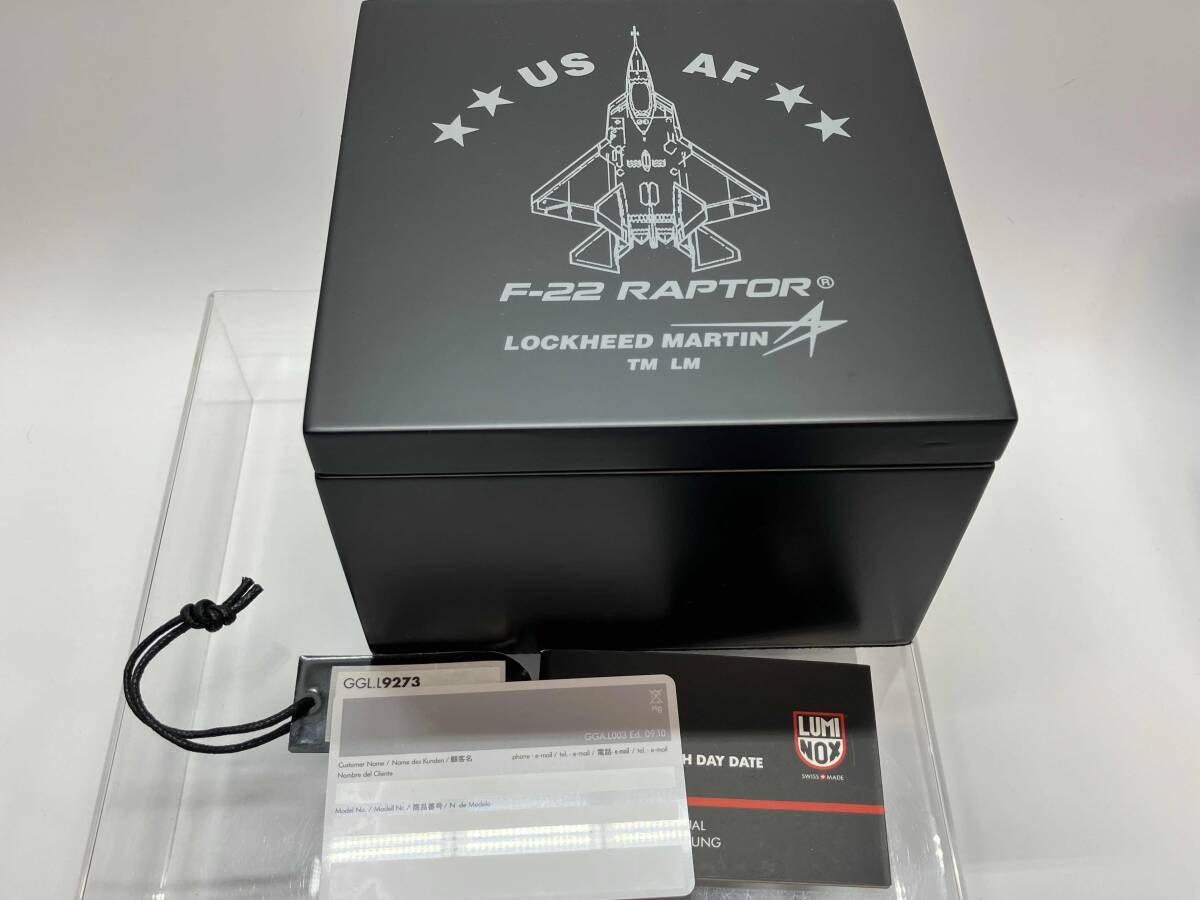 US AF
F-22 RAPTOR®
LOCKHEED MARTIN
TM LM
GGL.L9273
Pig
GGA.L003 Ed. 09.10
Customer Name / Name des Kunden / 顧客名
Nombre del Cliente
phone - e-mail / tel. - e-mail / 電話 e-mail / tel. - e-mail
Model No. / Modell Nr. / 商品番号 / N. de Modelo
LUMI
NOX
SWISS MADE
H DAY DATE
UAL
UNG